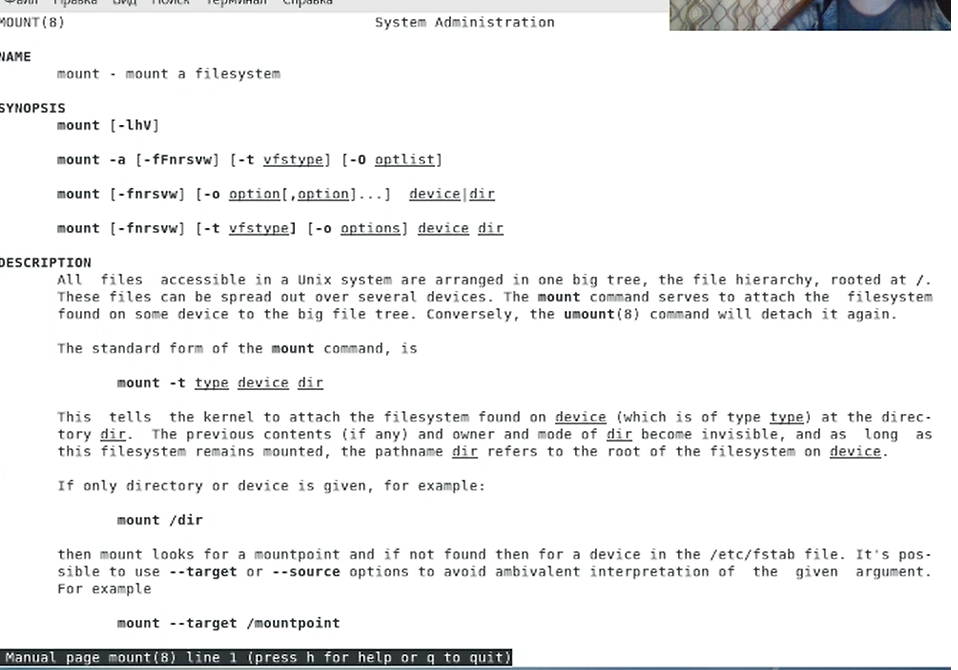 Файл Правка Вид Поиск Терминал Справка
MOUNT(8) System Administration
NAME
mount - mount a filesystem
SYNOPSIS
mount [-lhV]
mount -a [-fFnrsvw] [-t vfstype] [-O optlist]
mount [-fnrsvw] [-o option[,option]...] device|dir
mount [-fnrsvw] [-t vfstype] [-o options] device dir
DESCRIPTION
All files accessible in a Unix system are arranged in one big tree, the file hierarchy, rooted at /.
These files can be spread out over several devices. The mount command serves to attach the filesystem
found on some device to the big file tree. Conversely, the umount(8) command will detach it again.
The standard form of the mount command, is
mount -t type device dir
This tells the kernel to attach the filesystem found on device (which is of type type) at the direc-
tory dir. The previous contents (if any) and owner and mode of dir become invisible, and as long as
this filesystem remains mounted, the pathname dir refers to the root of the filesystem on device.
If only directory or device is given, for example:
mount /dir
then mount looks for a mountpoint and if not found then for a device in the /etc/fstab file. It's pos-
sible to use --target or --source options to avoid ambivalent interpretation of the given argument.
For example
mount --target /mountpoint
Manual page mount(8) line 1 (press h for help or q to quit)